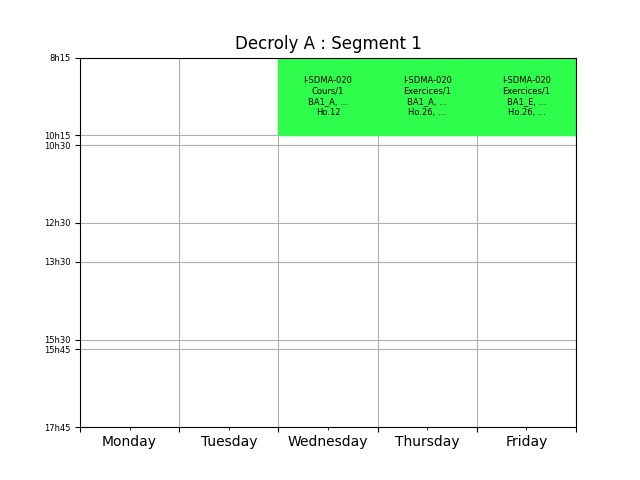 Decroly A : Segment 1
8h15
I-SDMA-020
Cours/1
BA1_A, ...
Ho.12
I-SDMA-020
Exercices/1
BA1_A, ...
Ho.26, ...
I-SDMA-020
Exercices/1
BA1_E, ...
Ho.26, ...
10h15
10h30
12h30
13h30
15h30
15h45
17h45
Monday Tuesday Wednesday Thursday Friday